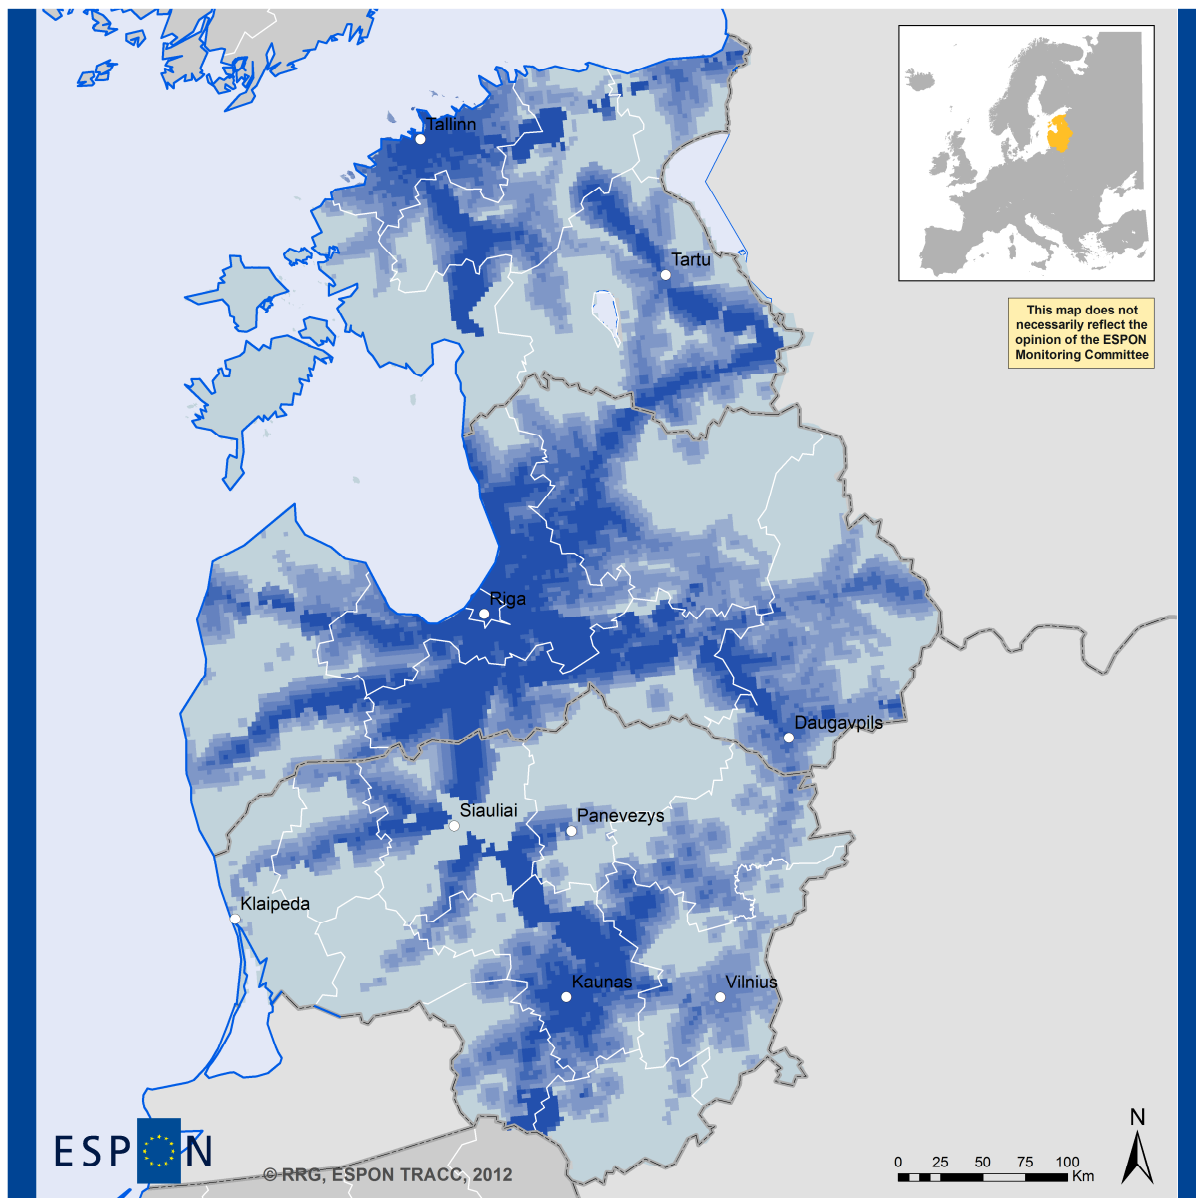 Tallinn
Tartu
This map does not
necessarily reflect the
opinion of the ESPON
Monitoring Committee
Riga
Daugavpils
Siauliai
Panevezys
Klaipeda
Kaunas
Vilnius
ESPON
© RRG, ESPON TRACC, 2012
N
0 25 50 75 100
Km